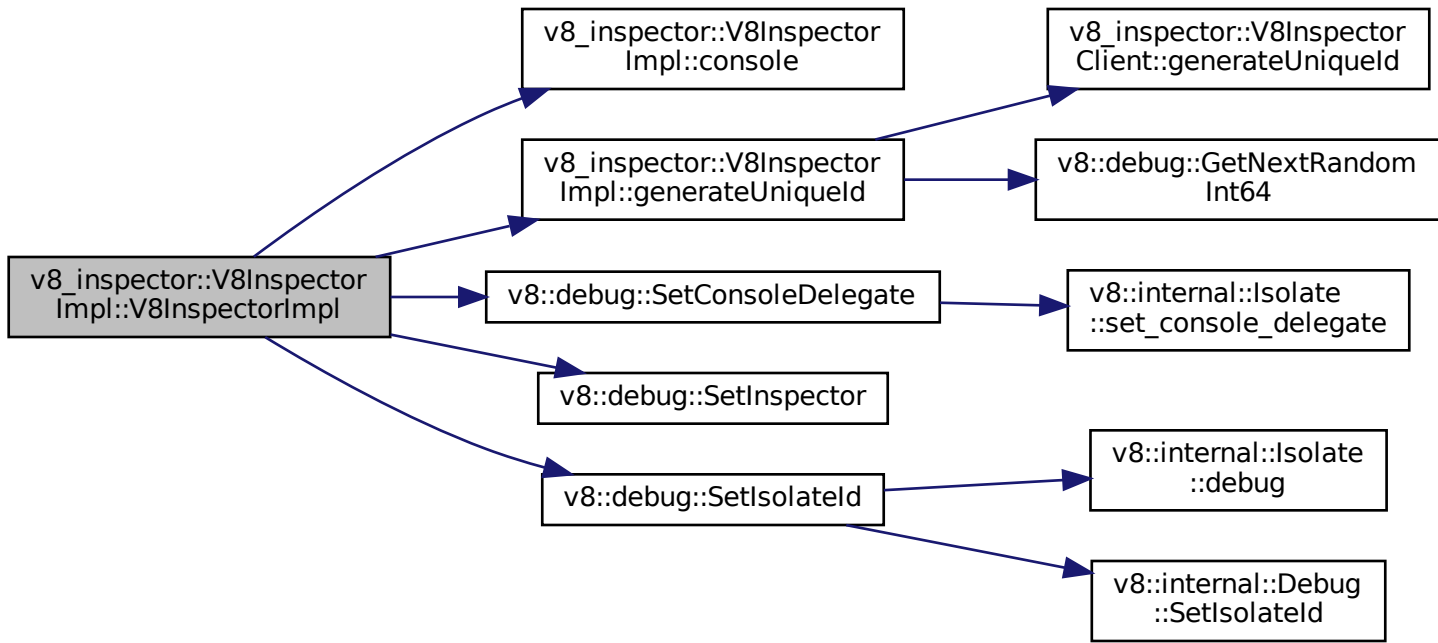 v8_inspector::V8Inspector
Impl::V8InspectorImpl
v8_inspector::V8Inspector
Impl::console
v8_inspector::V8Inspector
Impl::generateUniqueId
v8::debug::SetConsoleDelegate
v8::debug::SetInspector
v8::debug::SetIsolateId
v8_inspector::V8Inspector
Client::generateUniqueId
v8::debug::GetNextRandom
Int64
v8::internal::Isolate
::set_console_delegate
v8::internal::Isolate
::debug
v8::internal::Debug
::SetIsolateId